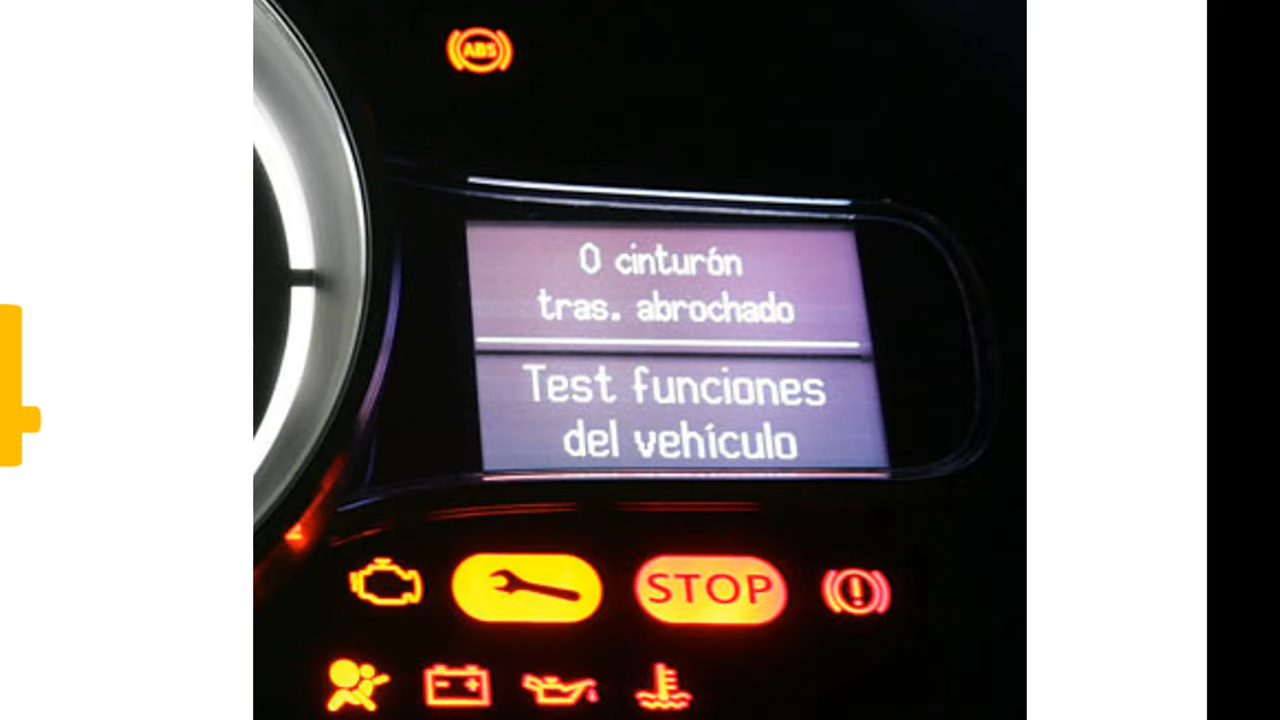 ABS
0 cinturón
tras. abrochado
Test funciones
del vehículo
STOP